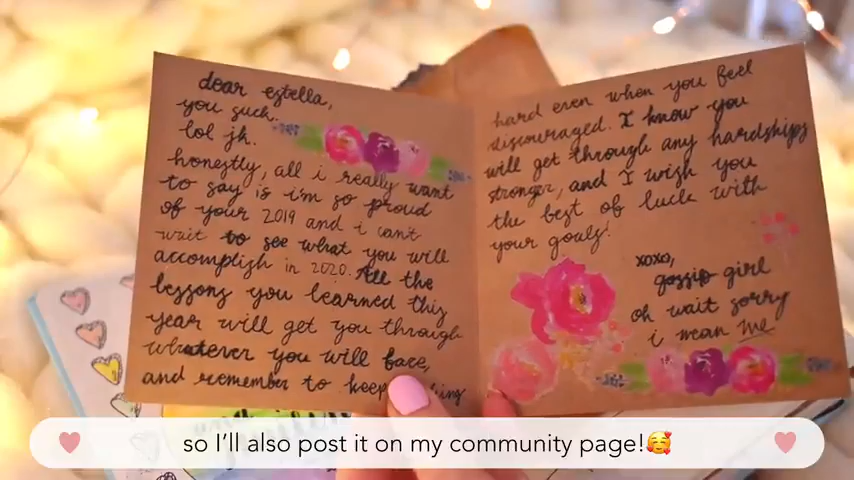 dear estella,
you suck.
lol jk.
honestly, all i really want
to say is i'm so proud
of your 2019 and i can't
wait to see what you will
accomplish in 2020. All the
lessons you learned this
year will get you through
whatever you will face,
and remember to keep
hard even when you feel
discouraged. I know you
will get through any hardships
stronger, and I wish you
the best of luck with
your goals!
xoxo,
gossip girl
oh wait sorry
i mean me
so I'll also post it on my community page!🥰